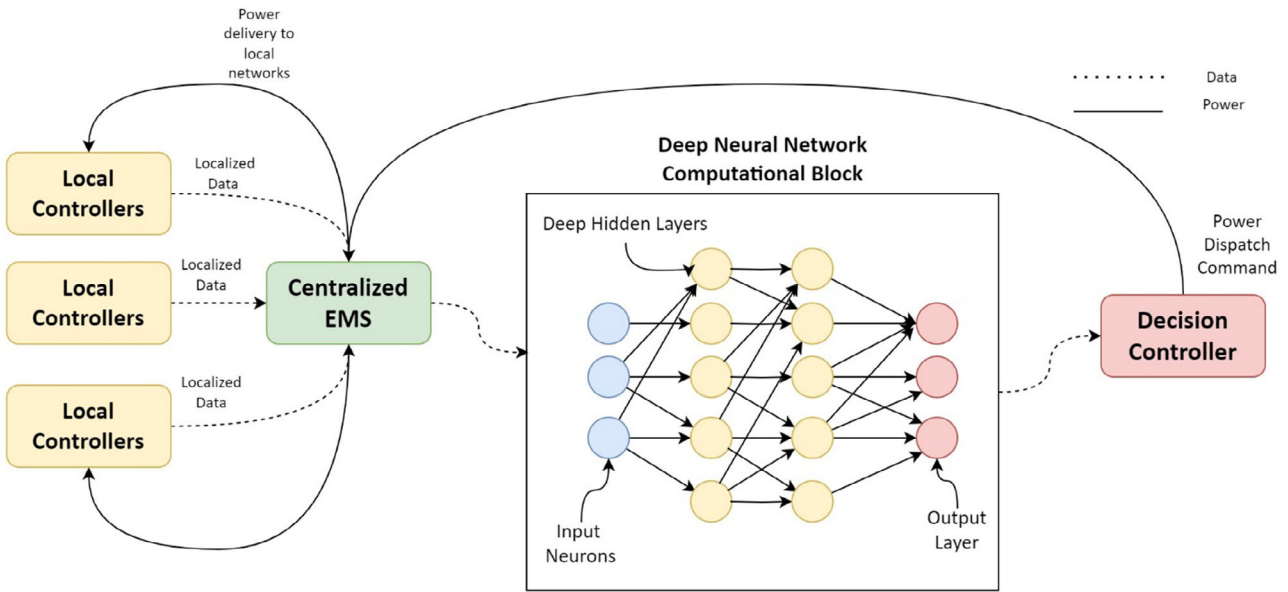 Power
delivery to
local
networks
Data
Power
Local
Controllers
Localized
Data
Deep Neural Network
Computational Block
Deep Hidden Layers
Power
Dispatch
Command
Local
Controllers
Localized
Data
Centralized
EMS
Decision
Controller
Local
Controllers
Localized
Data
Input
Neurons
Output
Layer